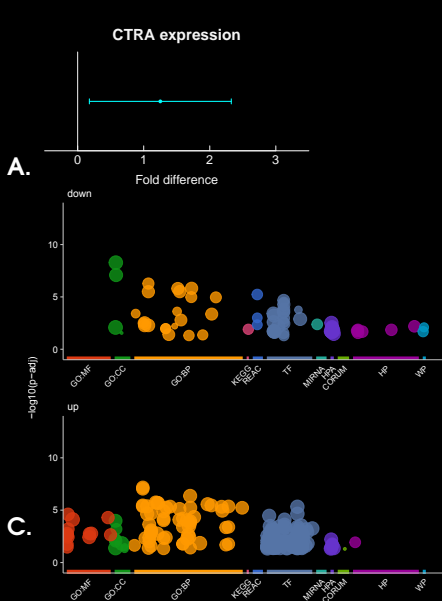 CTRA expression
0 1 2 3
Fold difference
A.
down
10
5
0
GO:MF GO:CC GO:BP KEGG REAC TF MIRNA HPA CORUM HP WP
−log10(p−adj)
up
10
5
0
C.
GO:MF GO:CC GO:BP KEGG REAC TF MIRNA HPA CORUM HP WP